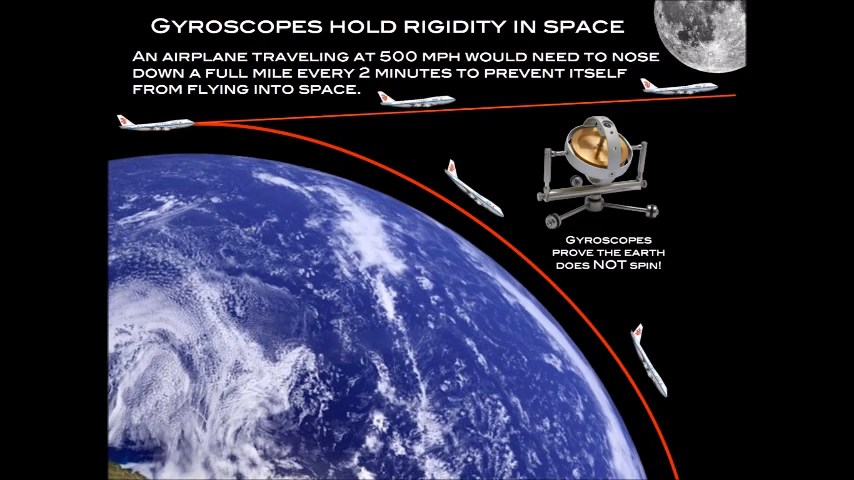 Gyroscopes hold rigidity in space
An airplane traveling at 500 mph would need to nose
down a full mile every 2 minutes to prevent itself
from flying into space.
Gyroscopes
prove the earth
does NOT spin!